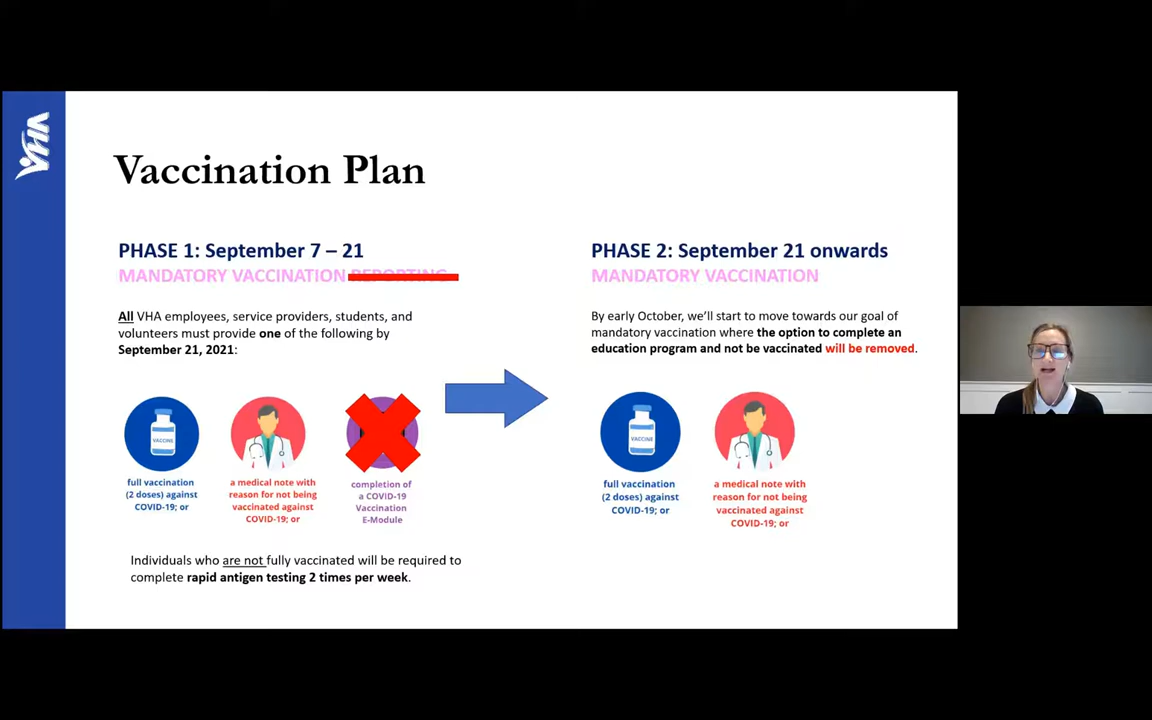 VHA
Vaccination Plan
PHASE 1: September 7 – 21
MANDATORY VACCINATION REPORTING
All VHA employees, service providers, students, and
volunteers must provide one of the following by
September 21, 2021:
VACCINE
full vaccination
(2 doses) against
COVID-19; or
a medical note with
reason for not being
vaccinated against
COVID-19; or
completion of
a COVID-19
Vaccination
E-Module
Individuals who are not fully vaccinated will be required to
complete rapid antigen testing 2 times per week.
PHASE 2: September 21 onwards
MANDATORY VACCINATION
By early October, we’ll start to move towards our goal of
mandatory vaccination where the option to complete an
education program and not be vaccinated will be removed.
VACCINE
full vaccination
(2 doses) against
COVID-19; or
a medical note with
reason for not being
vaccinated against
COVID-19; or